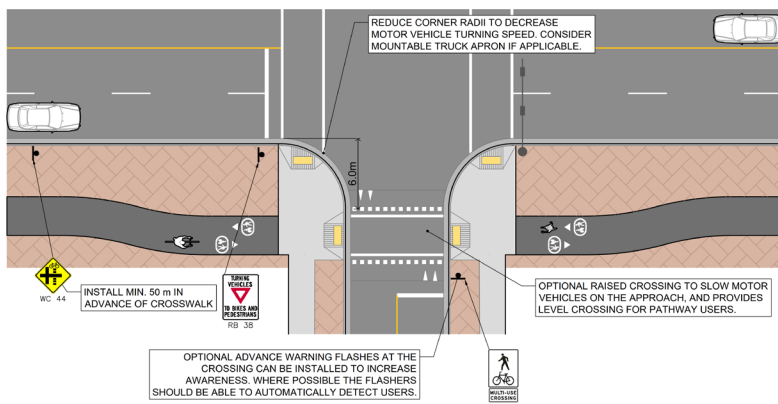 REDUCE CORNER RADII TO DECREASE
MOTOR VEHICLE TURNING SPEED. CONSIDER
MOUNTABLE TRUCK APRON IF APPLICABLE.
6.0m
WC 44
INSTALL MIN. 50 m IN
ADVANCE OF CROSSWALK
TURNING
VEHICLES
TO BIKES AND
PEDESTRIANS
RB 38
OPTIONAL RAISED CROSSING TO SLOW MOTOR
VEHICLES ON THE APPROACH, AND PROVIDES
LEVEL CROSSING FOR PATHWAY USERS.
OPTIONAL ADVANCE WARNING FLASHES AT THE
CROSSING CAN BE INSTALLED TO INCREASE
AWARENESS. WHERE POSSIBLE THE FLASHERS
SHOULD BE ABLE TO AUTOMATICALLY DETECT USERS.
MULTI-USE
CROSSING